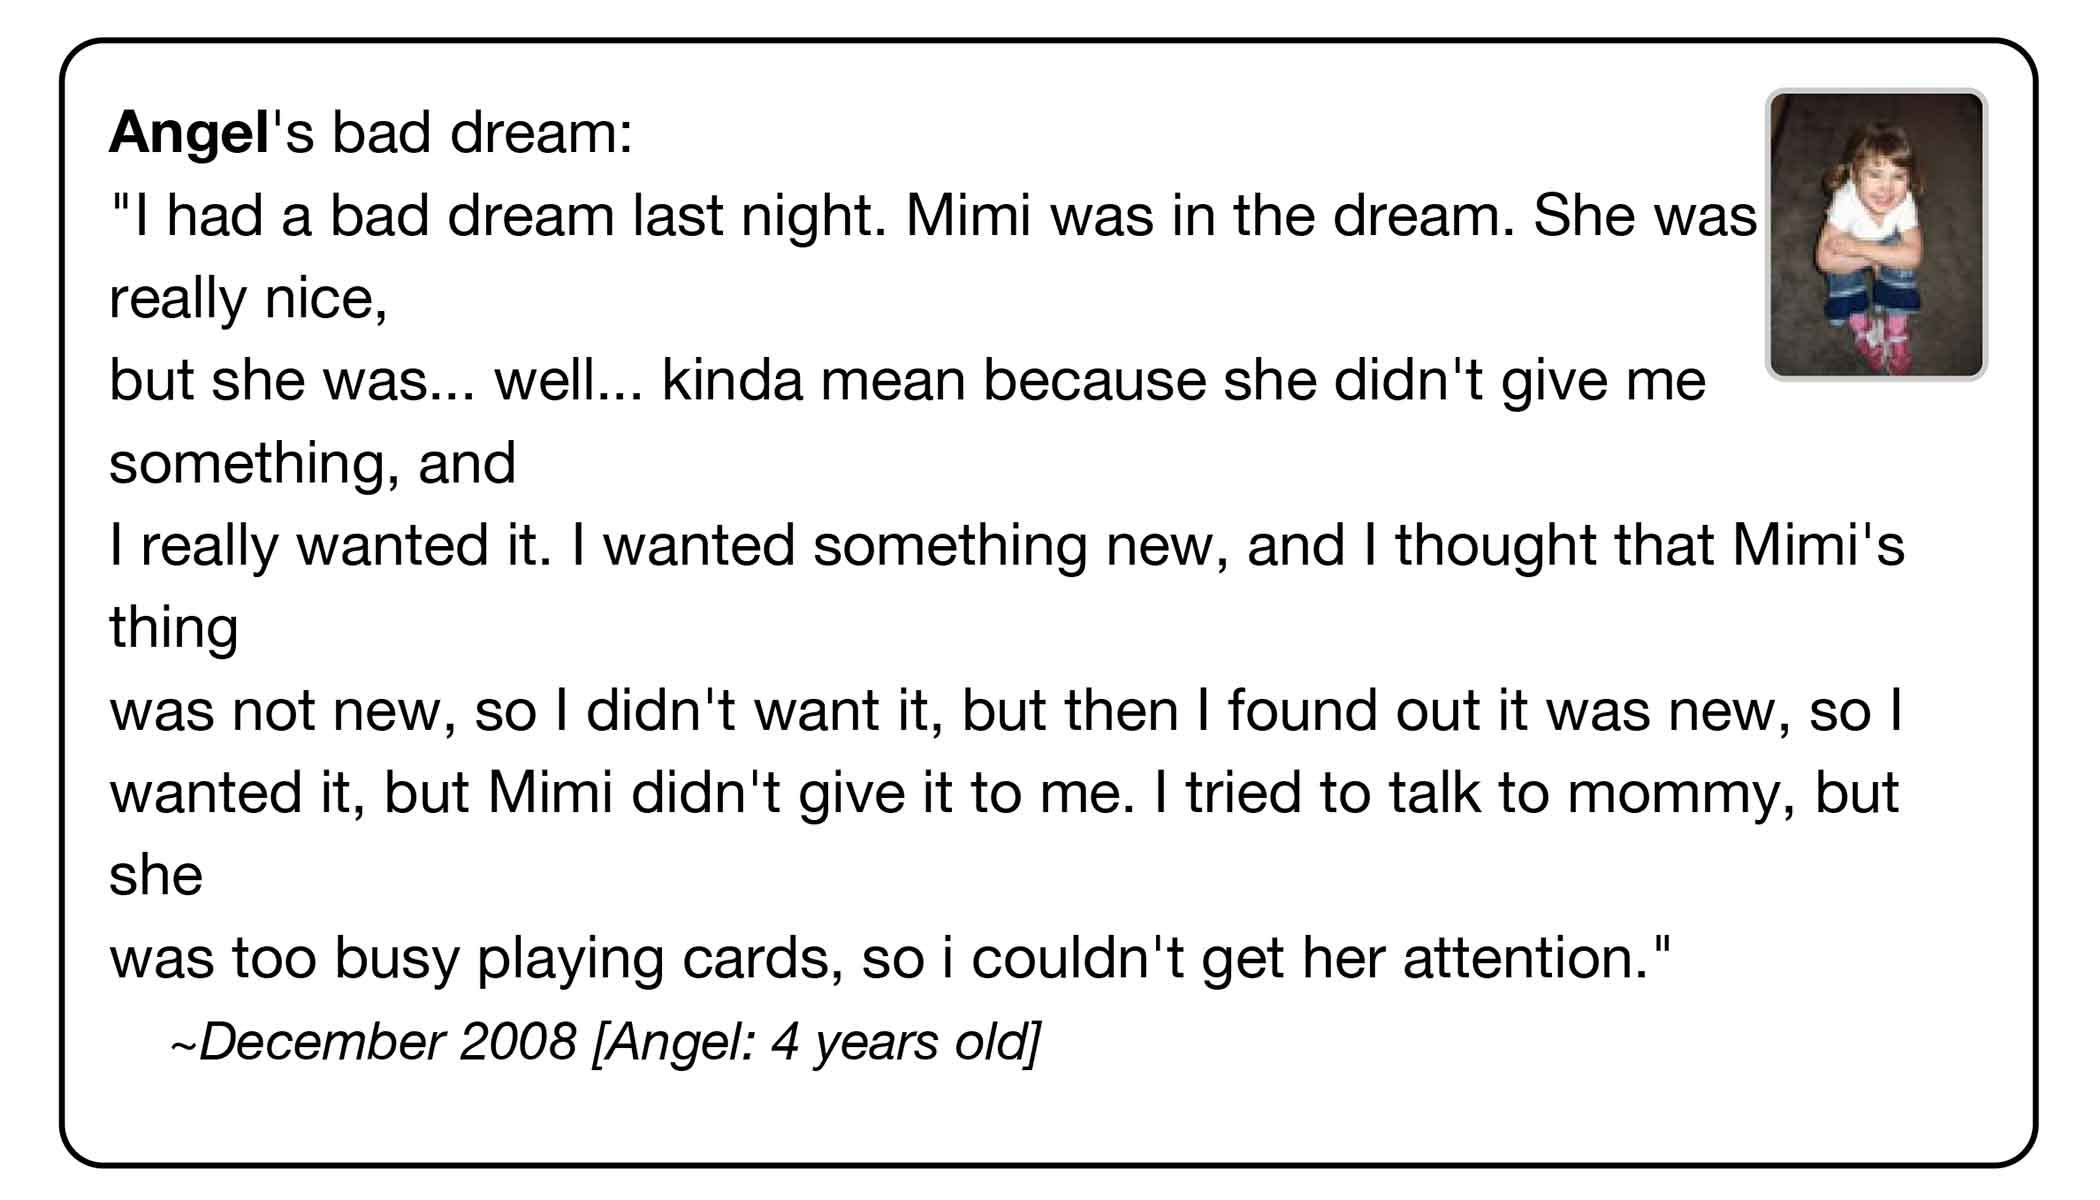 Angel's bad dream:
"I had a bad dream last night. Mimi was in the dream. She was
really nice,
but she was... well... kinda mean because she didn't give me
something, and
I really wanted it. I wanted something new, and I thought that Mimi's
thing
was not new, so I didn't want it, but then I found out it was new, so I
wanted it, but Mimi didn't give it to me. I tried to talk to mommy, but
she
was too busy playing cards, so i couldn't get her attention."
~December 2008 [Angel: 4 years old]